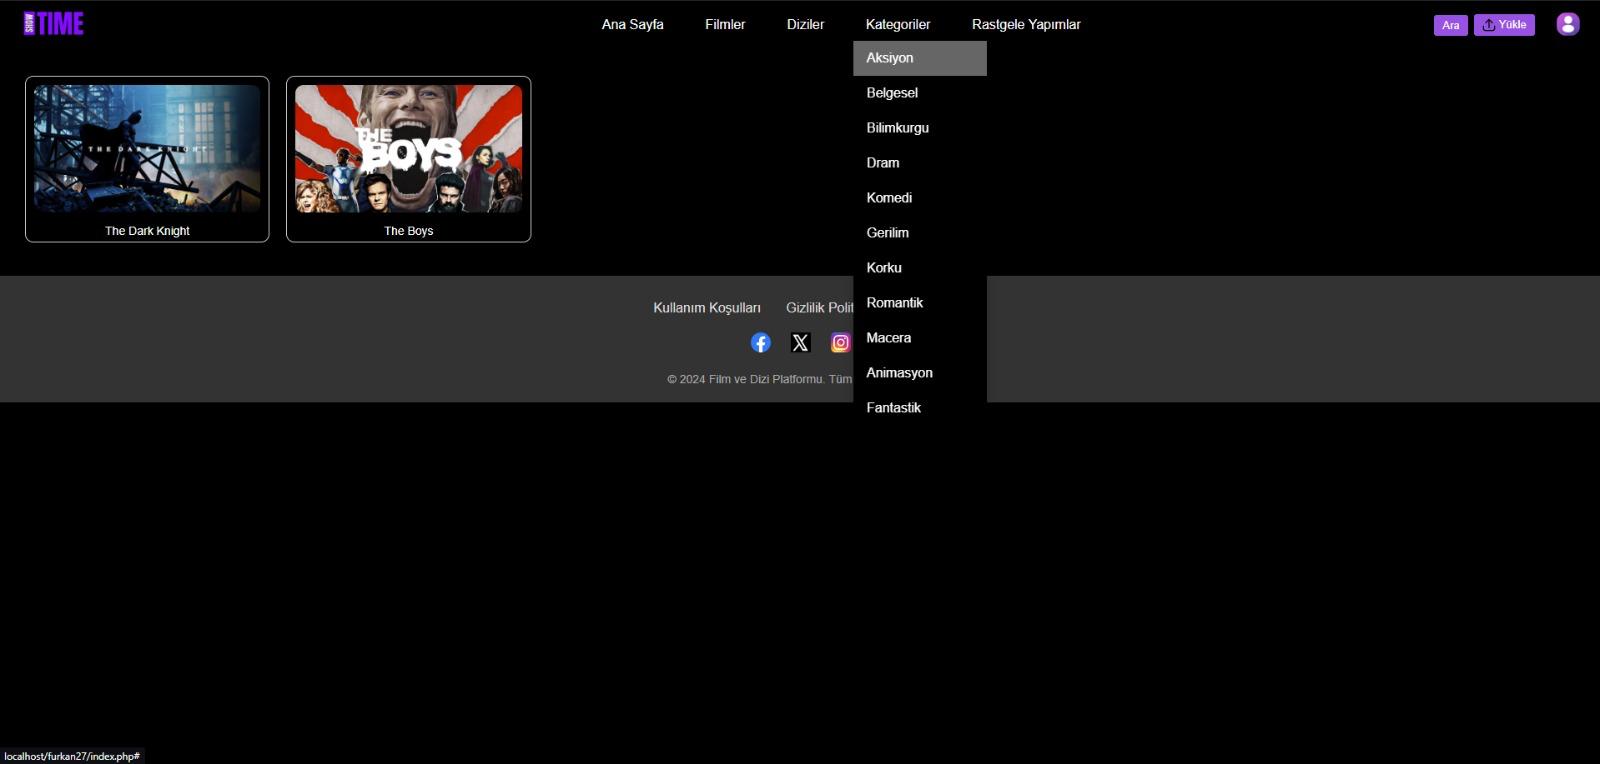 SHOW TIME
Ana Sayfa Filmler Diziler Kategoriler Rastgele Yapımlar Ara Yükle
Aksiyon
Belgesel
Bilimkurgu
Dram
Komedi
Gerilim
Korku
Romantik
Macera
Animasyon
Fantastik
THE DARK KNIGHT
THE
BOYS
The Dark Knight The Boys
Kullanım Koşulları Gizlilik Polit
© 2024 Film ve Dizi Platformu. Tüm
localhost/furkan27/index.php#